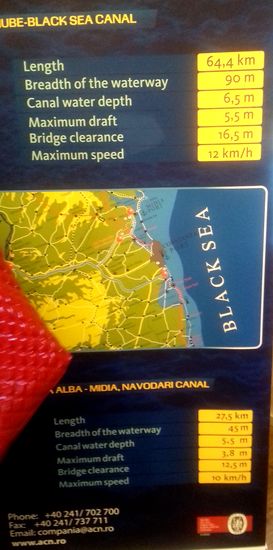 NUBE-BLACK SEA CANAL
Length 64,4 km
Breadth of the waterway 90 m
Canal water depth 6,5 m
Maximum draft 5,5 m
Bridge clearance 16,5 m
Maximum speed 12 km/h
BLACK SEA
A ALBA - MIDIA, NAVODARI CANAL
Length 27,5 km
Breadth of the waterway 45 m
Canal water depth 5,5 m
Maximum draft 3,8 m
Bridge clearance 12,5 m
Maximum speed 10 km/h
Phone: +40 241/ 702 700
Fax: +40 241/ 737 711
Email: compania@acn.ro
www.acn.ro